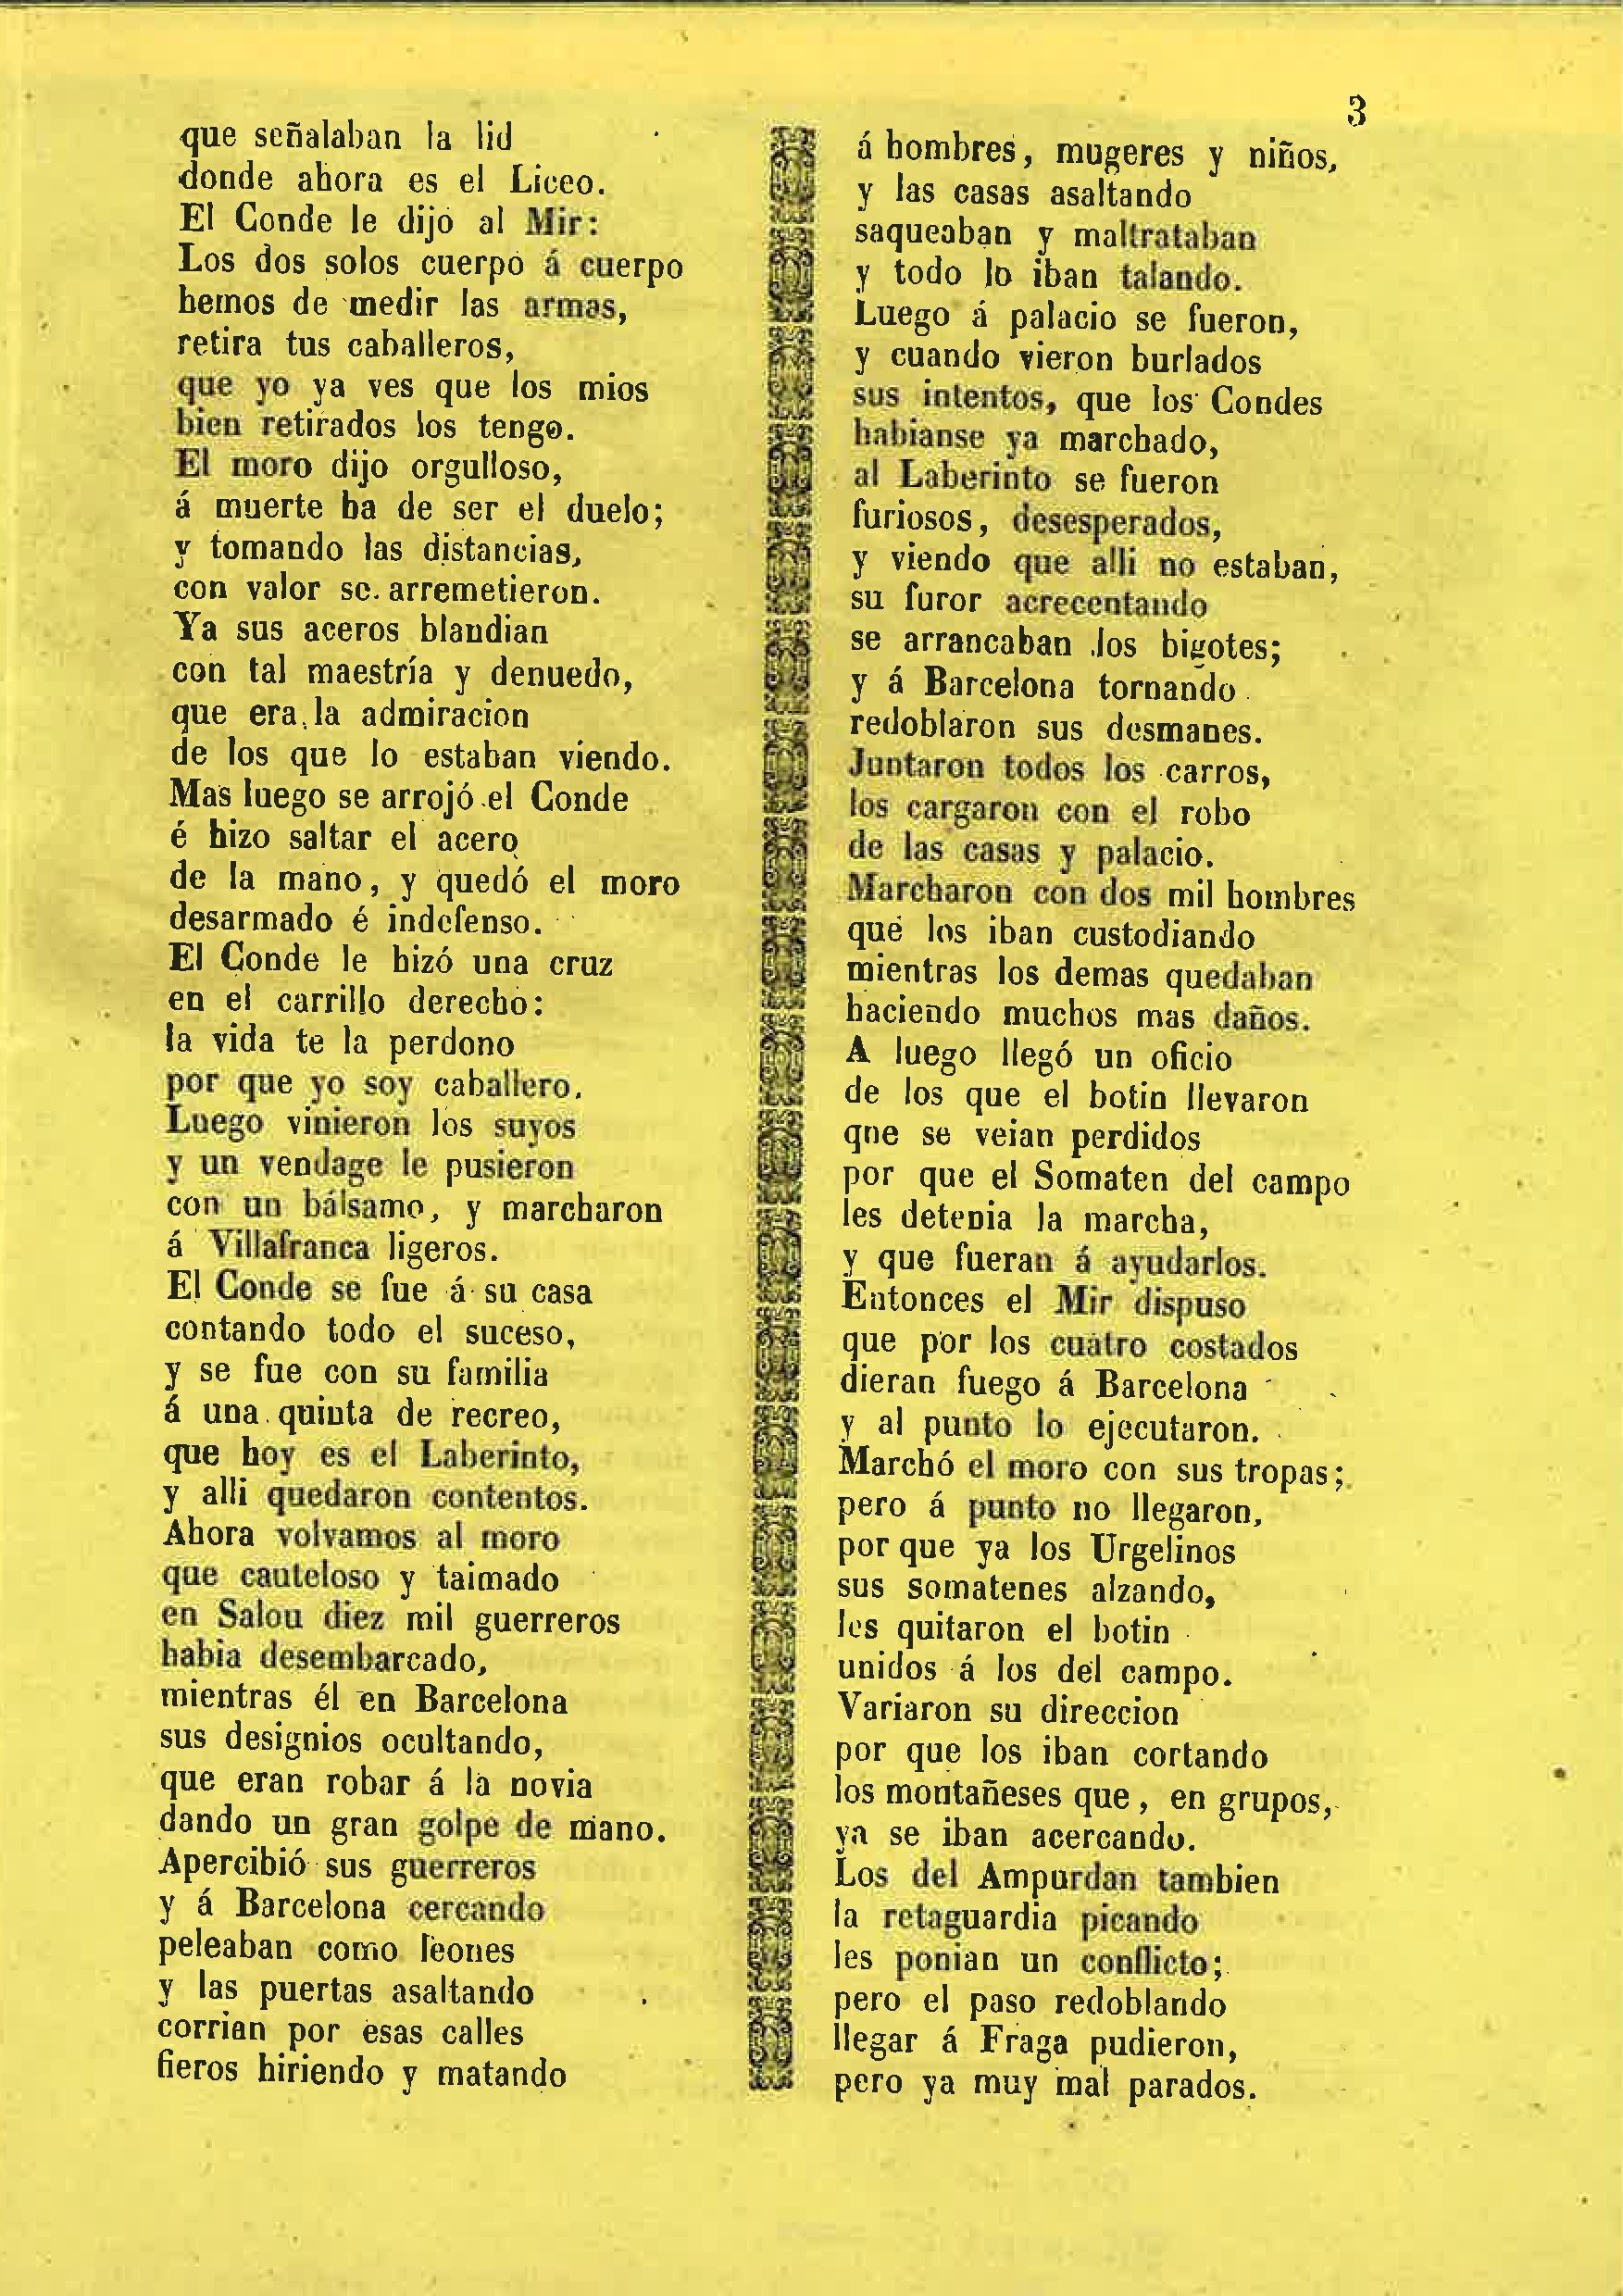 3
que señalaban la lid
donde ahora es el Liceo.
El Conde le dijo al Mir:
Los dos solos cuerpo á cuerpo
hemos de medir las armas,
retira tus caballeros,
que yo ya ves que los mios
bien retirados los tengo.
El moro dijo orgulloso,
á muerte ha de ser el duelo;
y tomando las distancias,
con valor se arremetieron.
Ya sus aceros blandian
con tal maestría y denuedo,
que era la admiracion
de los que lo estaban viendo.
Mas luego se arrojó el Conde
é hizo saltar el acero
de la mano, y quedó el moro
desarmado é indefenso.
El Conde le hizó una cruz
en el carrillo derecho:
la vida te la perdono
por que yo soy caballero.
Luego vinieron los suyos
y un vendage le pusieron
con un bálsamo, y marcharon
á Villafranca ligeros.
El Conde se fue á su casa
contando todo el suceso,
y se fue con su familia
á una quinta de recreo,
que hoy es el Laberinto,
y alli quedaron contentos.
Ahora volvamos al moro
que cauteloso y taimado
en Salou diez mil guerreros
habia desembarcado,
mientras él en Barcelona
sus designios ocultando,
que eran robar á la novia
dando un gran golpe de mano.
Apercibió sus guerreros
y á Barcelona cercando
peleaban como leones
y las puertas asaltando
corrian por esas calles
fieros hiriendo y matando
á hombres, mugeres y niños,
y las casas asaltando
saqueaban y maltrataban
y todo lo iban talando.
Luego á palacio se fueron,
y cuando vieron burlados
sus intentos, que los Condes
habianse ya marchado,
al Laberinto se fueron
furiosos, desesperados,
y viendo que alli no estaban,
su furor acrecentando
se arrancaban los bigotes;
y á Barcelona tornando
redoblaron sus desmanes.
Juntaron todos los carros,
los cargaron con el robo
de las casas y palacio.
Marcharon con dos mil hombres
que los iban custodiando
mientras los demas quedaban
haciendo muchos mas daños.
A luego llegó un oficio
de los que el botin llevaron
qne se veian perdidos
por que el Somaten del campo
les detenia la marcha,
y que fueran á ayudarlos.
Entonces el Mir dispuso
que por los cuatro costados
dieran fuego á Barcelona
y al punto lo ejecutaron.
Marchó el moro con sus tropas;
pero á punto no llegaron,
por que ya los Urgelinos
sus somatenes alzando,
les quitaron el botin
unidos á los del campo.
Variaron su direccion
por que los iban cortando
los montañeses que, en grupos,
ya se iban acercando.
Los del Ampurdan tambien
la retaguardia picando
les ponian un conflicto;
pero el paso redoblando
llegar á Fraga pudieron,
pero ya muy mal parados.